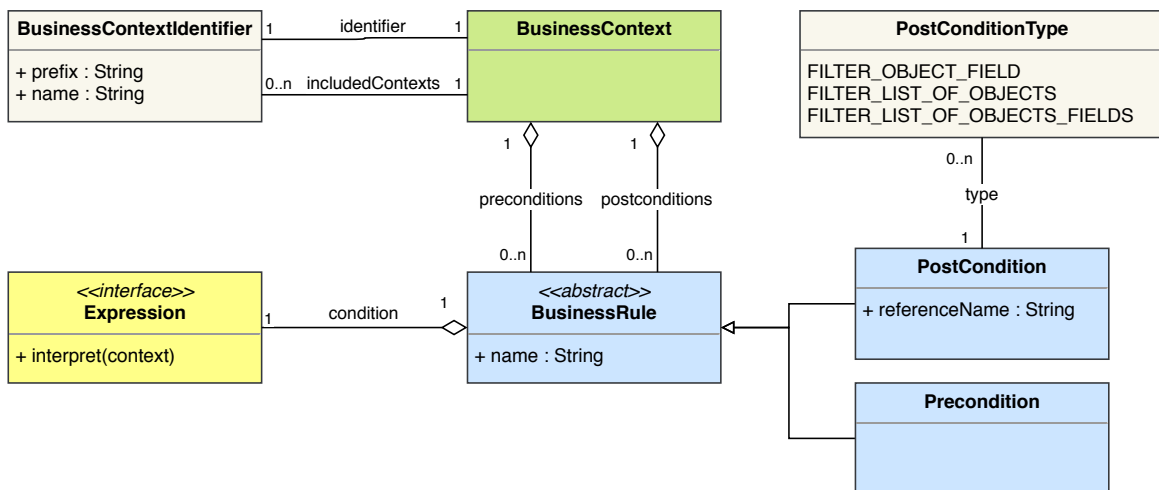 BusinessContextIdentifier
+ prefix : String
+ name : String
1 identifier 1
0..n includedContexts 1
BusinessContext
PostConditionType
FILTER_OBJECT_FIELD
FILTER_LIST_OF_OBJECTS
FILTER_LIST_OF_OBJECTS_FIELDS
1
1
preconditions
postconditions
0..n
0..n
0..n
type
1
<<interface>>
Expression
+ interpret(context)
1 condition 1
<<abstract>>
BusinessRule
+ name : String
PostCondition
+ referenceName : String
Precondition